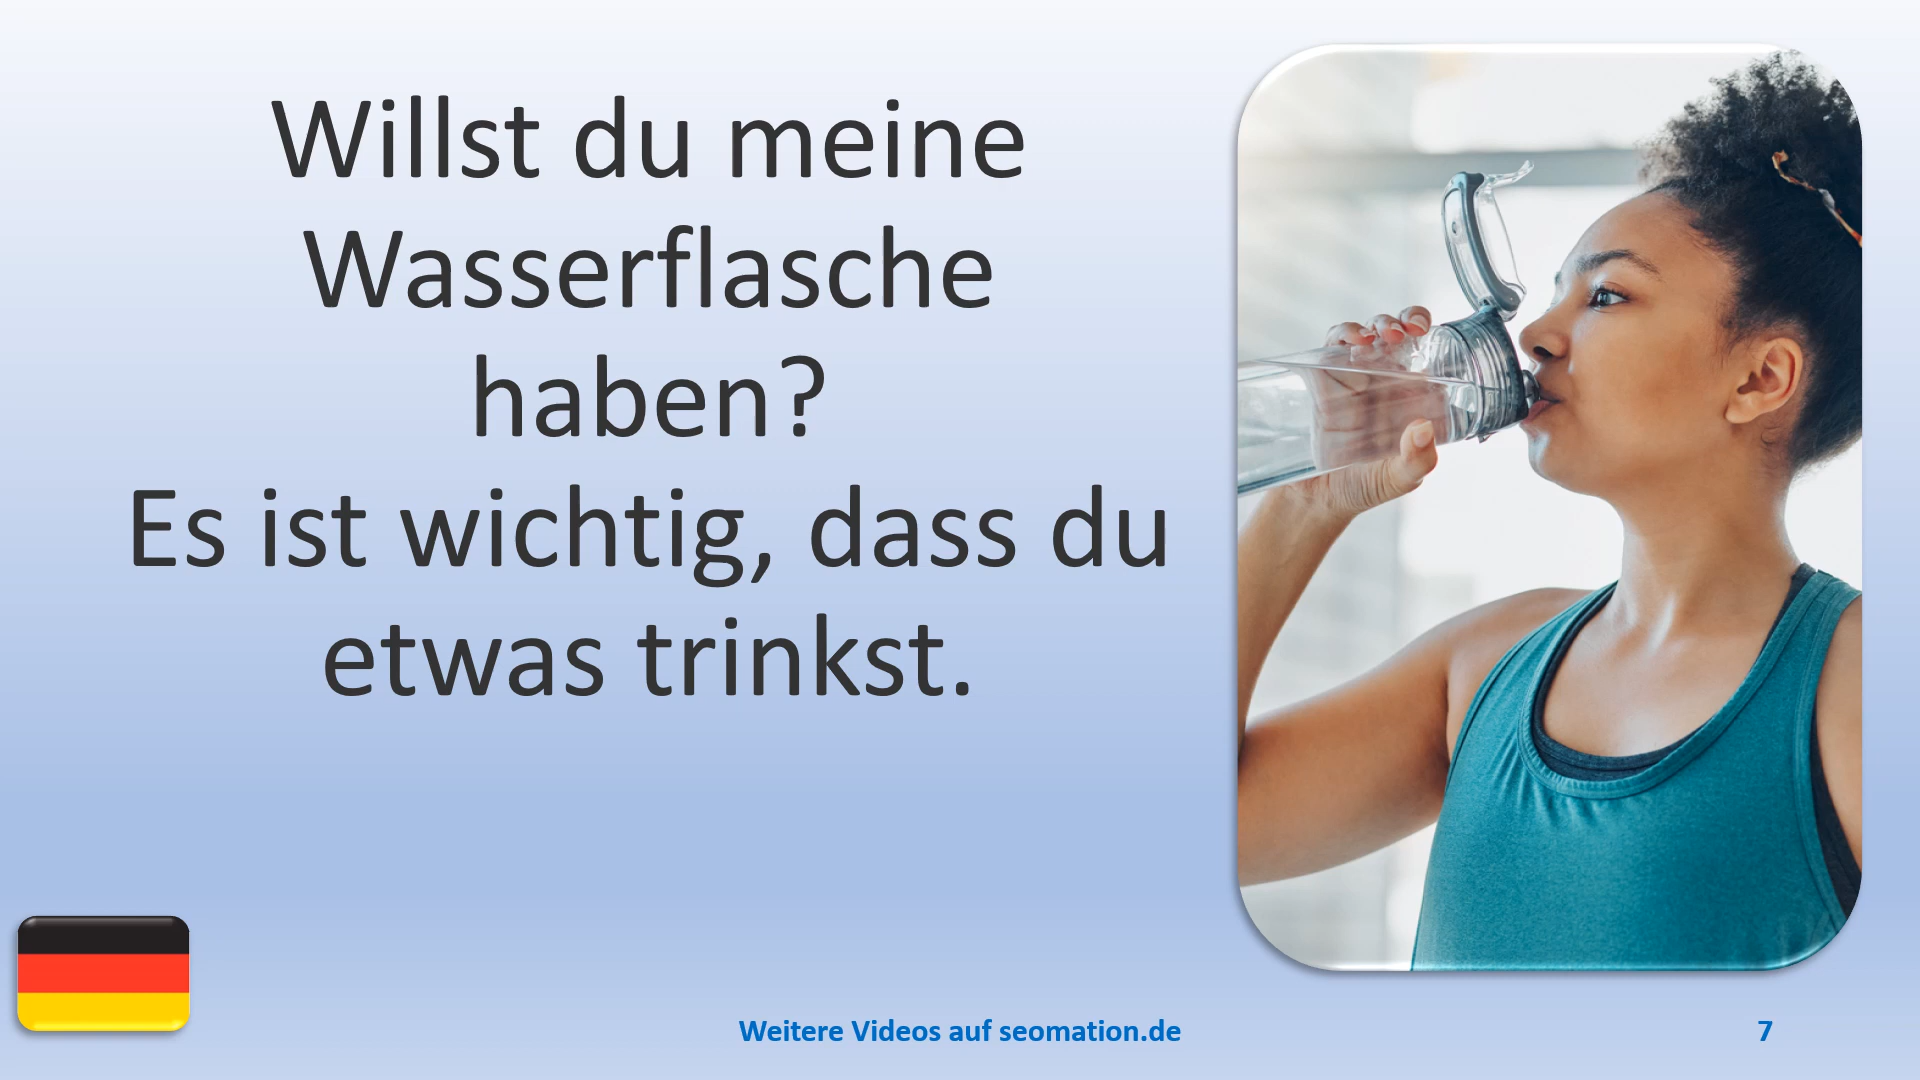 Willst du meine
Wasserflasche
haben?
Es ist wichtig, dass du
etwas trinkst.
Weitere Videos auf seomation.de
7